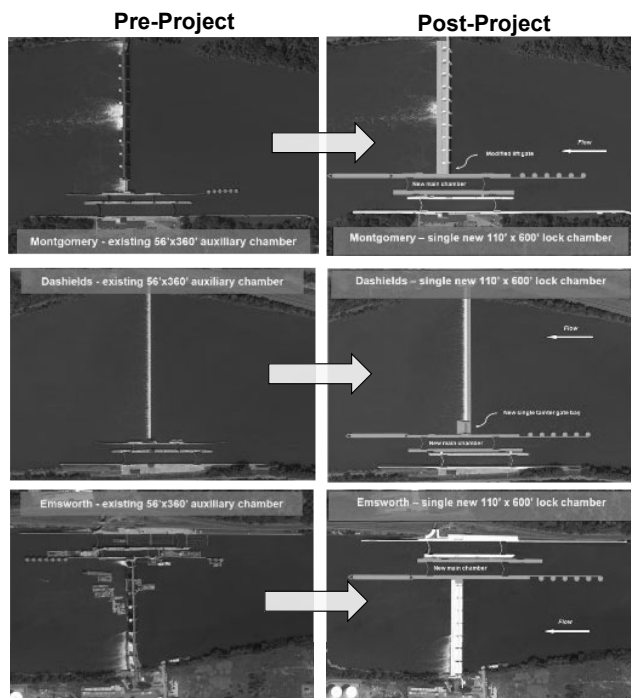 Pre-Project
Post-Project
Montgomery - existing 56'x360' auxiliary chamber
Flow
Modified lift gate
New main chamber
Montgomery – single new 110' x 600' lock chamber
Dashields - existing 56'x360' auxiliary chamber
Dashields – single new 110' x 600' lock chamber
Flow
New single tainter gate bay
New main chamber
Emsworth - existing 56'x360' auxiliary chamber
Emsworth – single new 110' x 600' lock chamber
New main chamber
Flow